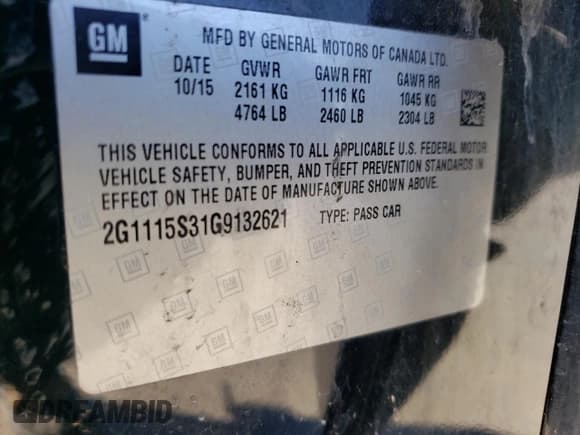 GM
MFD BY GENERAL MOTORS OF CANADA LTD.
DATE GVWR GAWR FRT GAWR RR
10/15 2161 KG 1116 KG 1045 KG
4764 LB 2460 LB 2304 LB
THIS VEHICLE CONFORMS TO ALL APPLICABLE U.S. FEDERAL MOTOR
VEHICLE SAFETY, BUMPER, AND THEFT PREVENTION STANDARDS IN
EFFECT ON THE DATE OF MANUFACTURE SHOWN ABOVE.
2G1115S31G9132621 TYPE: PASS CAR
DREAMBID